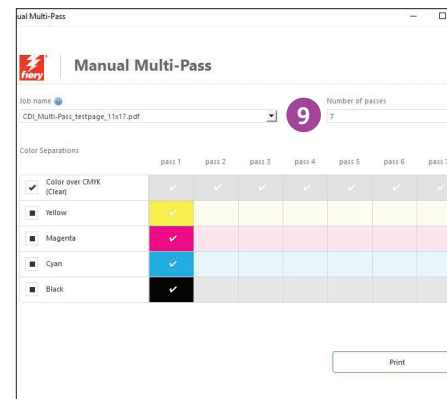 ual Multi-Pass
fiery
Manual Multi-Pass
Job name
Number of passes
CDI_Multi-Pass_testpage_11x17.pdf
9
7
Color Separations
pass 1 pass 2 pass 3 pass 4 pass 5 pass 6 pass 7
Color over CMYK
(Clear)
Yellow
Magenta
Cyan
Black
Print